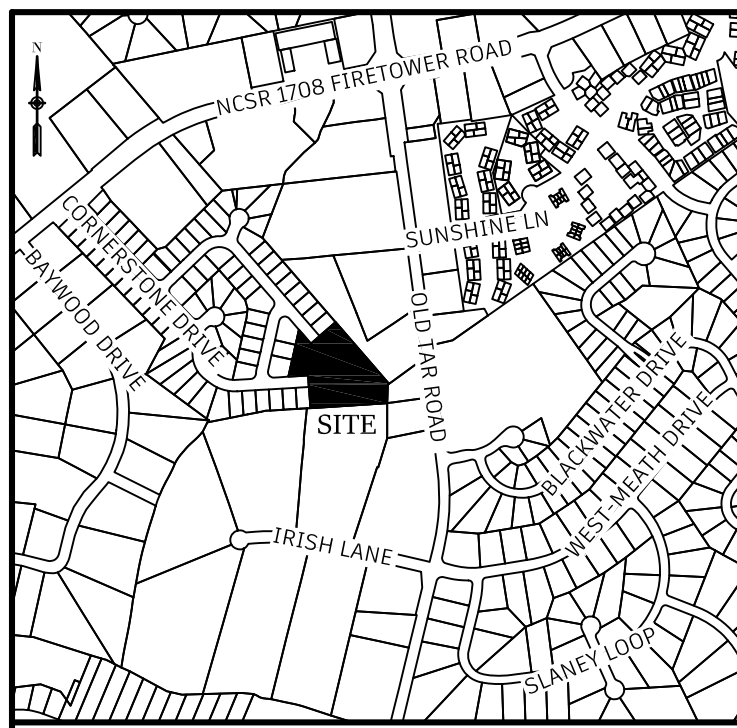 N
NCSR 1708 FIRETOWER ROAD
CORNERSTONE DRIVE
BAYWOOD DRIVE
SUNSHINE LN
OLD TAR ROAD
SITE
BLACKWATER DRIVE
WEST-MEATH DRIVE
IRISH LANE
SLANEY LOOP